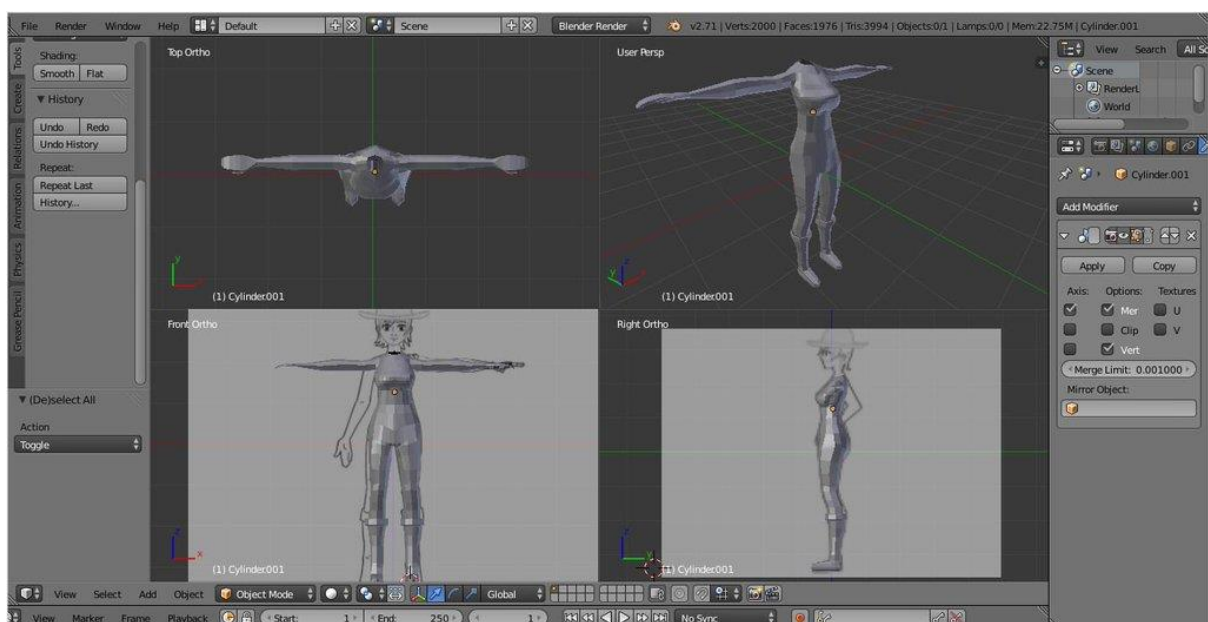 File Render Window Help Default Scene Blender Render v2.71 | Verts:2000 | Faces:1976 | Tris:3994 | Objects:0/1 | Lamps:0/0 | Mem:22.75M | Cylinder.001
Tools
Create
Relations
Animation
Physics
Grease Pencil
Shading:
Smooth Flat
History
Undo Redo
Undo History
Repeat:
Repeat Last
History...
(De)select All
Action
Toggle
Top Ortho
y
(1) Cylinder.001
User Persp
z
y
(1) Cylinder.001
Front Ortho
z
x
(1) Cylinder.001
Right Ortho
z
y
(1) Cylinder.001
View Search All Sc
Scene
RenderL
World
Cylinder.001
Add Modifier
Apply Copy
Axis: Options: Textures
Mer U
Clip V
Vert
Merge Limit: 0.001000
Mirror Object:
View Select Add Object Object Mode Global
View Marker Frame Playback Start: 1 End: 250 1 No Sync